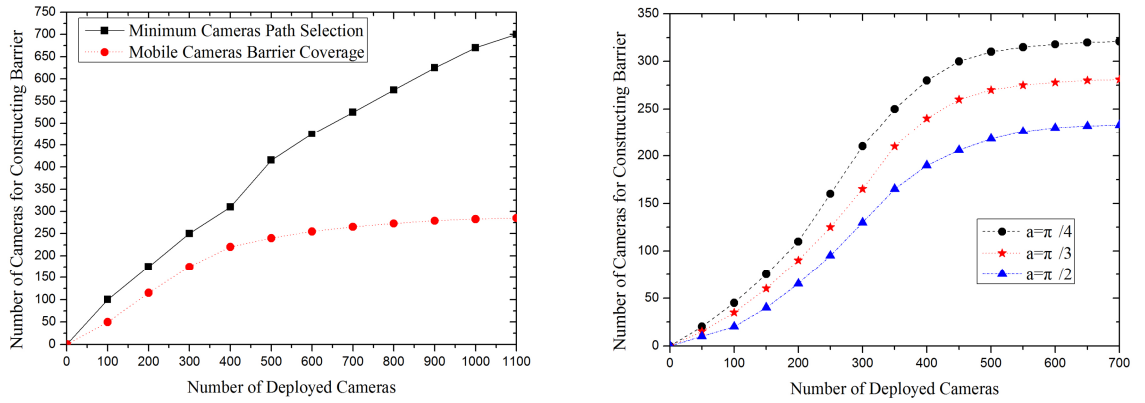 Number of Cameras for Constructing Barrier
750
700
650
600
550
500
450
400
350
300
250
200
150
100
50
0
Minimum Cameras Path Selection
Mobile Cameras Barrier Coverage
0 100 200 300 400 500 600 700 800 900 1000 1100
Number of Deployed Cameras
Number of Cameras for Constructing Barrier
350
300
250
200
150
100
50
0
a=π /4
a=π /3
a=π /2
0 100 200 300 400 500 600 700
Number of Deployed Cameras